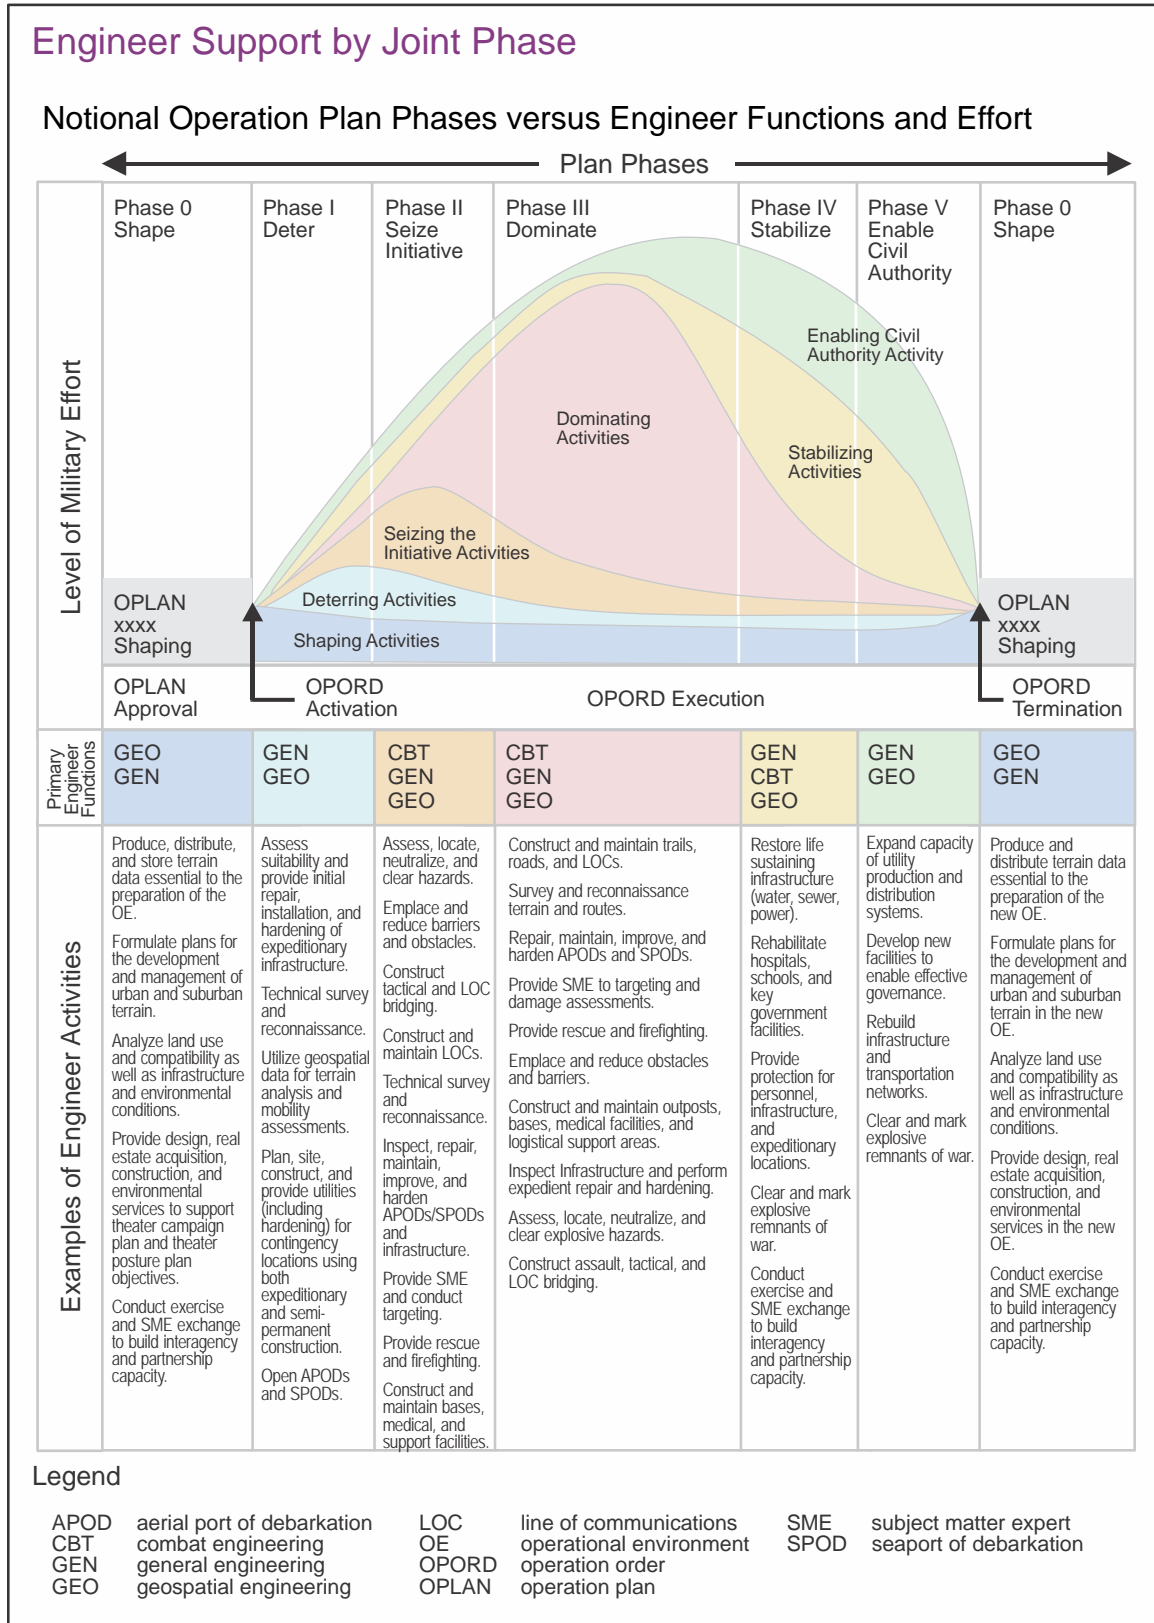 Engineer Support by Joint Phase
Notional Operation Plan Phases versus Engineer Functions and Effort
Plan Phases
Level of Military Effort
Phase 0
Shape
Phase I
Deter
Phase II
Seize
Initiative
Phase III
Dominate
Phase IV
Stabilize
Phase V
Enable
Civil
Authority
Phase 0
Shape
Enabling Civil
Authority Activity
Dominating
Activities
Stabilizing
Activities
Seizing the
Initiative Activities
Deterring Activities
Shaping Activities
OPLAN
xxxx
Shaping
OPLAN
xxxx
Shaping
OPLAN
Approval
OPORD
Activation
OPORD Execution
OPORD
Termination
Primary
Engineer
Functions
GEO
GEN
GEN
GEO
CBT
GEN
GEO
CBT
GEN
GEO
GEN
CBT
GEO
GEN
GEO
GEO
GEN
Examples of Engineer Activities
Produce, distribute,
and store terrain
data essential to the
preparation of the
OE.
Formulate plans for
the development
and management of
urban and suburban
terrain.
Analyze land use
and compatibility as
well as infrastructure
and environmental
conditions.
Provide design, real
estate acquisition,
construction, and
environmental
services to support
theater campaign
plan and theater
posture plan
objectives.
Conduct exercise
and SME exchange
to build interagency
and partnership
capacity.
Assess
suitability and
provide initial
repair,
installation, and
hardening of
expeditionary
infrastructure.
Technical survey
and
reconnaissance.
Utilize geospatial
data for terrain
analysis and
mobility
assessments.
Plan, site,
construct, and
provide utilities
(including
hardening) for
contingency
locations using
both
expeditionary
and semi-
permanent
construction.
Open APODs
and SPODs.
Assess, locate,
neutralize, and
clear hazards.
Emplace and
reduce barriers
and obstacles.
Construct
tactical and LOC
bridging.
Construct and
maintain LOCs.
Technical survey
and
reconnaissance.
Inspect, repair,
maintain,
improve, and
harden
APODs/SPODs
and
infrastructure.
Provide SME
and conduct
targeting.
Provide rescue
and firefighting.
Construct and
maintain bases,
medical, and
support facilities.
Construct and maintain trails,
roads, and LOCs.
Survey and reconnaissance
terrain and routes.
Repair, maintain, improve, and
harden APODs and SPODs.
Provide SME to targeting and
damage assessments.
Provide rescue and firefighting.
Emplace and reduce obstacles
and barriers.
Construct and maintain outposts,
bases, medical facilities, and
logistical support areas.
Inspect Infrastructure and perform
expedient repair and hardening.
Assess, locate, neutralize, and
clear explosive hazards.
Construct assault, tactical, and
LOC bridging.
Restore life
sustaining
infrastructure
(water, sewer,
power).
Rehabilitate
hospitals,
schools, and
key
government
facilities.
Provide
protection for
personnel,
infrastructure,
and
expeditionary
locations.
Clear and mark
explosive
remnants of
war.
Conduct
exercise and
SME exchange
to build
interagency
and partnership
capacity.
Expand capacity
of utility
production and
distribution
systems.
Develop new
facilities to
enable effective
governance.
Rebuild
infrastructure
and
transportation
networks.
Clear and mark
explosive
remnants of war.
Produce and
distribute terrain data
essential to the
preparation of the
new OE.
Formulate plans for
the development and
management of
urban and suburban
terrain in the new
OE.
Analyze land use
and compatibility as
well as infrastructure
and environmental
conditions.
Provide design, real
estate acquisition,
construction, and
environmental
services in the new
OE.
Conduct exercise
and SME exchange
to build interagency
and partnership
capacity.
Legend
APOD aerial port of debarkation
CBT combat engineering
GEN general engineering
GEO geospatial engineering
LOC line of communications
OE operational environment
OPORD operation order
OPLAN operation plan
SME subject matter expert
SPOD seaport of debarkation